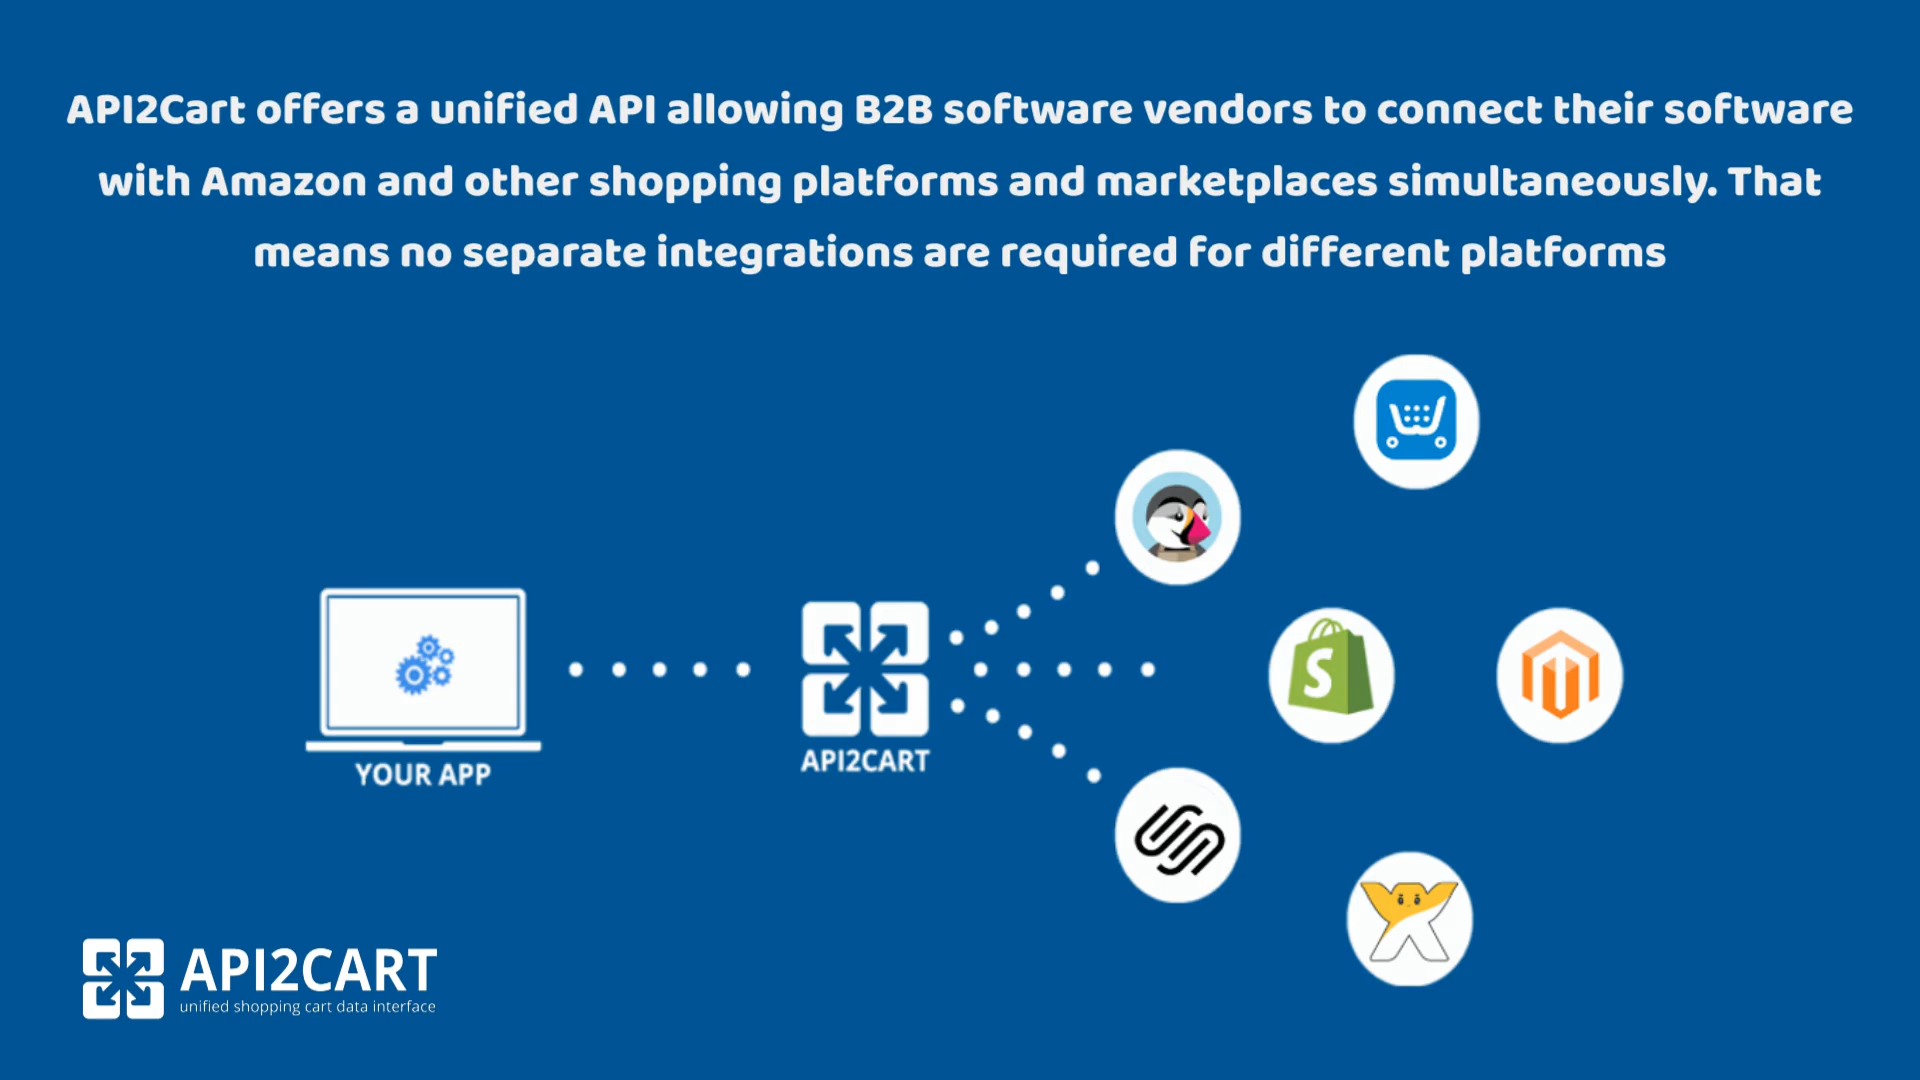 API2Cart offers a unified API allowing B2B software vendors to connect their software
with Amazon and other shopping platforms and marketplaces simultaneously. That
means no separate integrations are required for different platforms
S
YOUR APP
API2CART
API2CART
unified shopping cart data interface